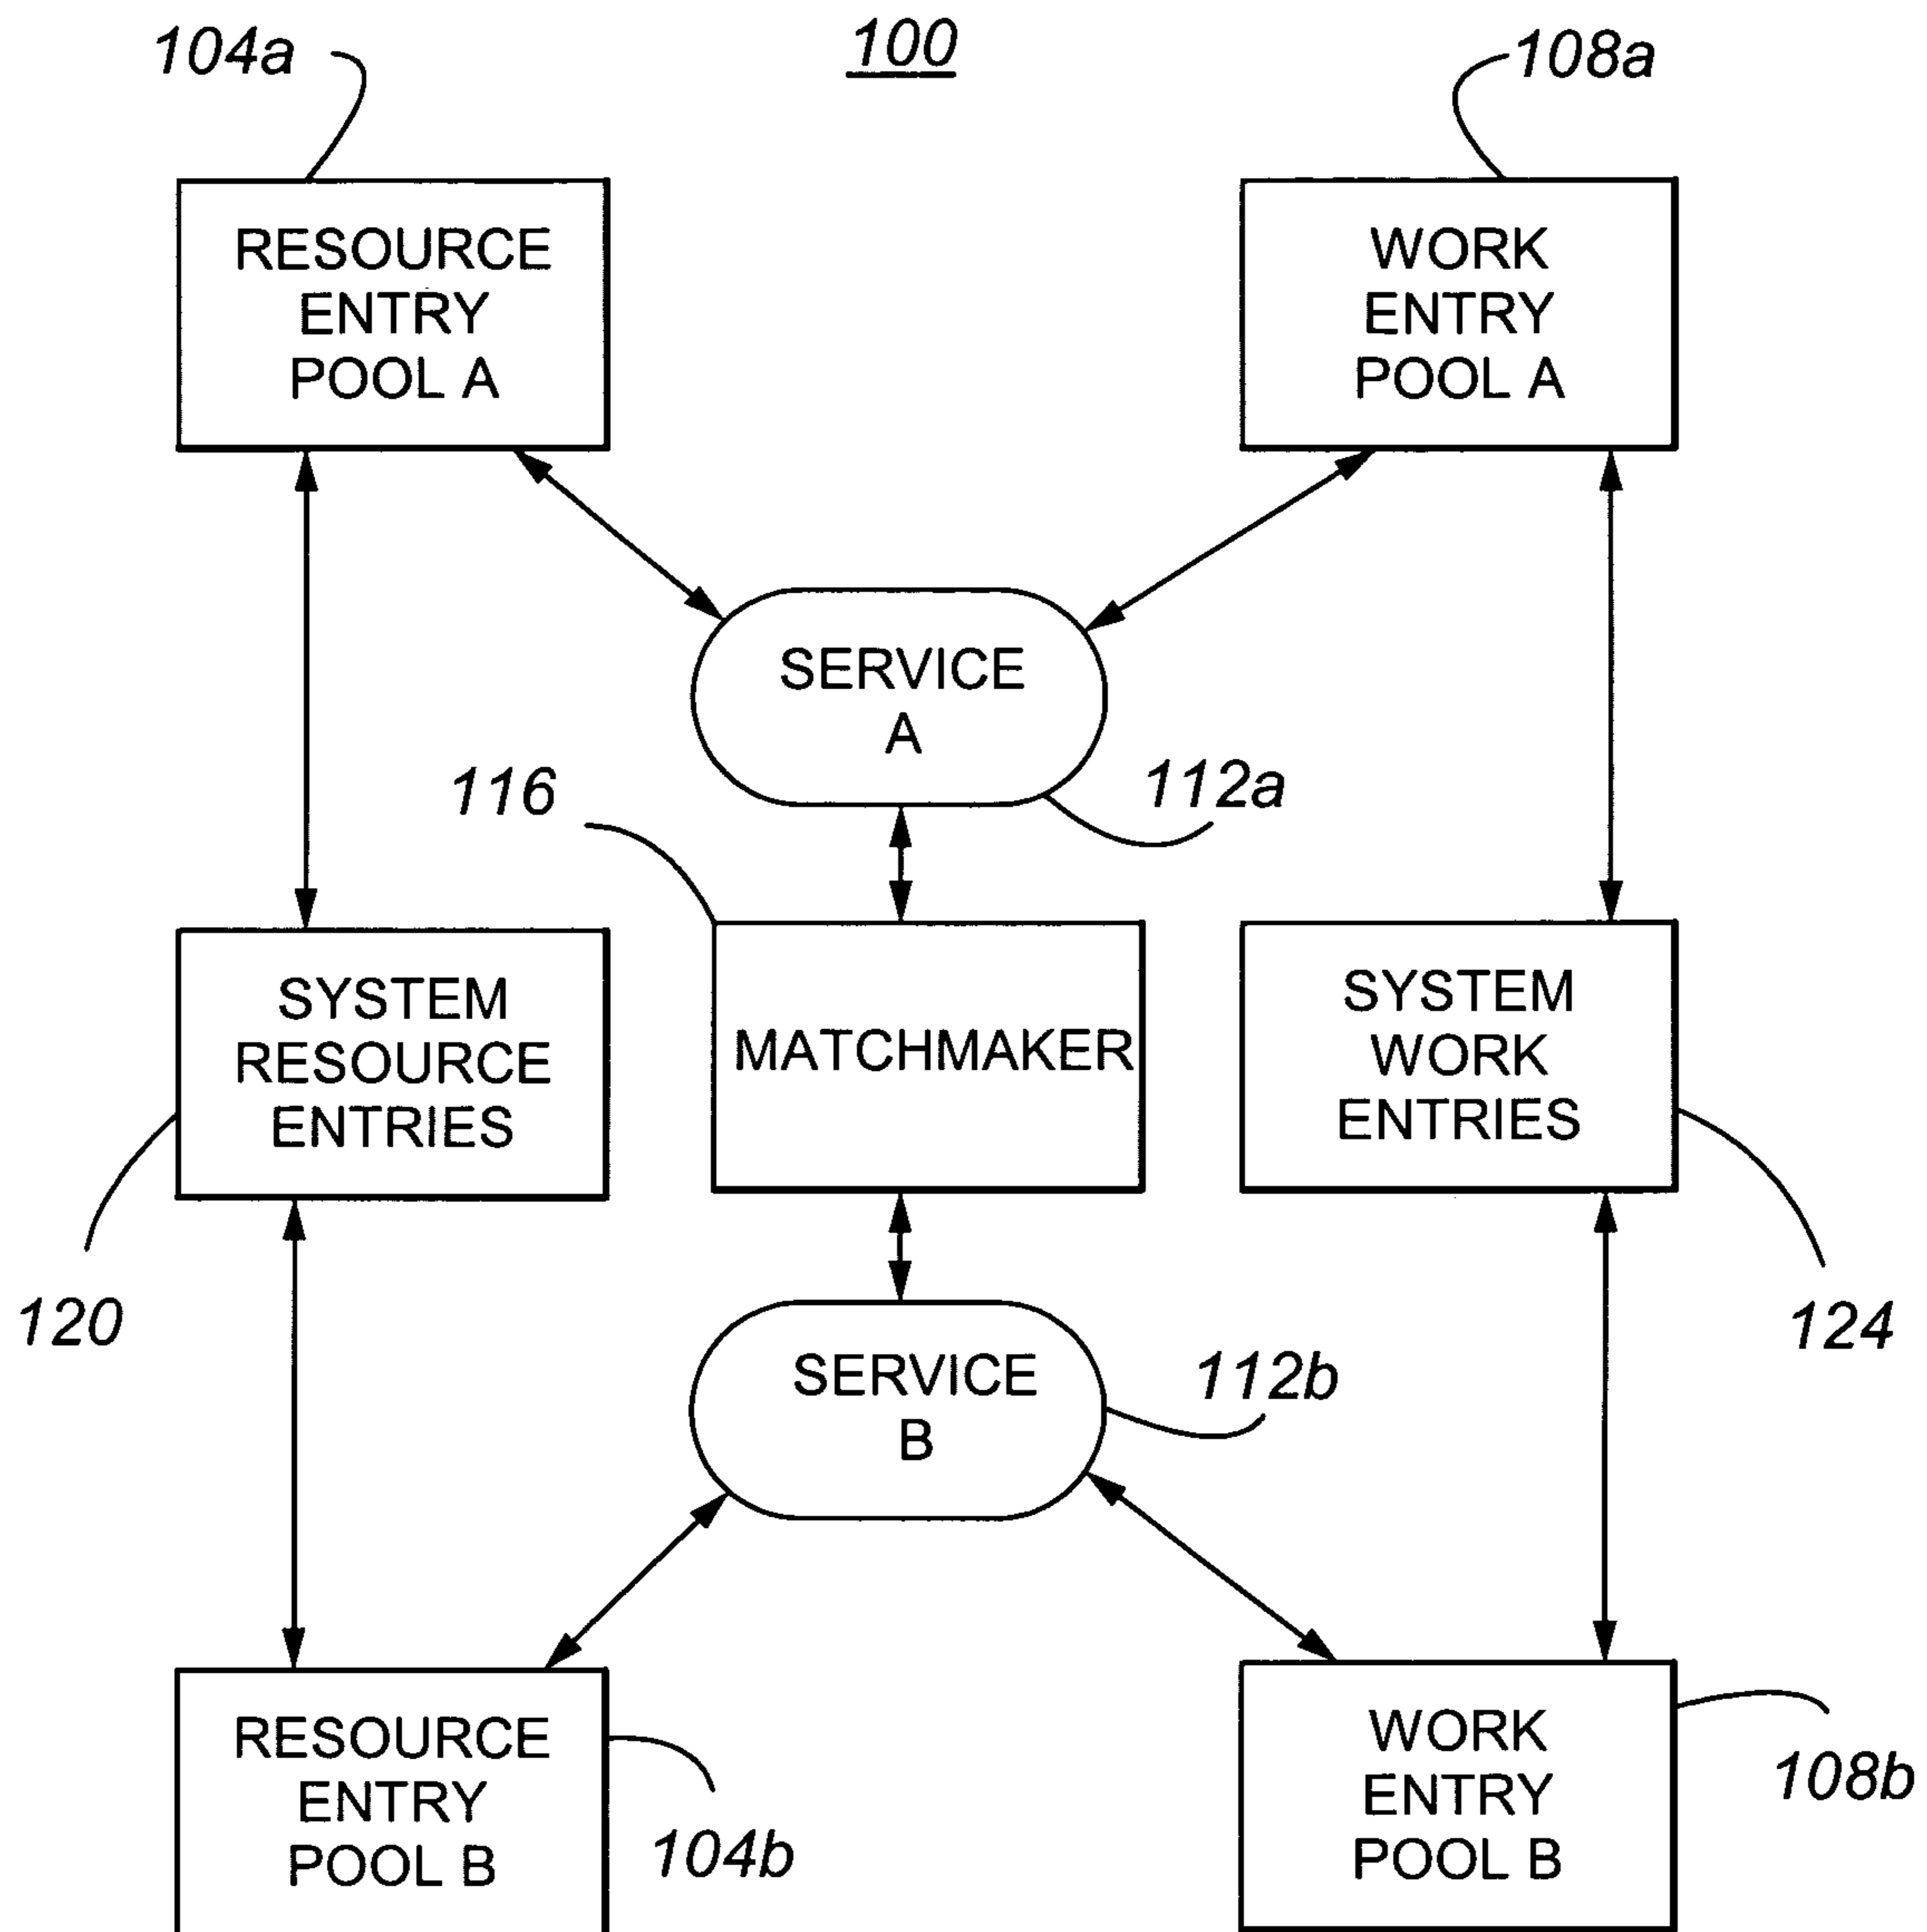 104a
100
108a
RESOURCE
ENTRY
POOL A
WORK
ENTRY
POOL A
SERVICE
A
116
112a
SYSTEM
RESOURCE
ENTRIES
MATCHMAKER
SYSTEM
WORK
ENTRIES
120
124
SERVICE
B
112b
RESOURCE
ENTRY
POOL B
104b
WORK
ENTRY
POOL B
108b